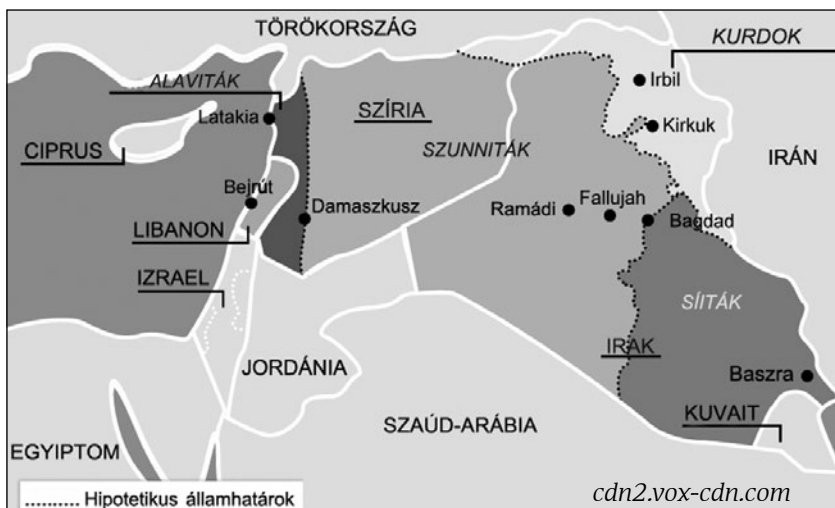 TÖRÖKORSZÁG
KURDOK
ALAVITÁK
Irbil
Latakia
SZÍRIA
Kirkuk
CIPRUS
SZUNNITÁK
IRÁN
Bejrút
Damaszkusz
Ramádi
Fallujah
Bagdad
LIBANON
IZRAEL
SÍITÁK
IRAK
JORDÁNIA
Baszra
SZAÚD-ARÁBIA
KUVAIT
EGYIPTOM
.......... Hipotetikus államhatárok
cdn2.vox-cdn.com